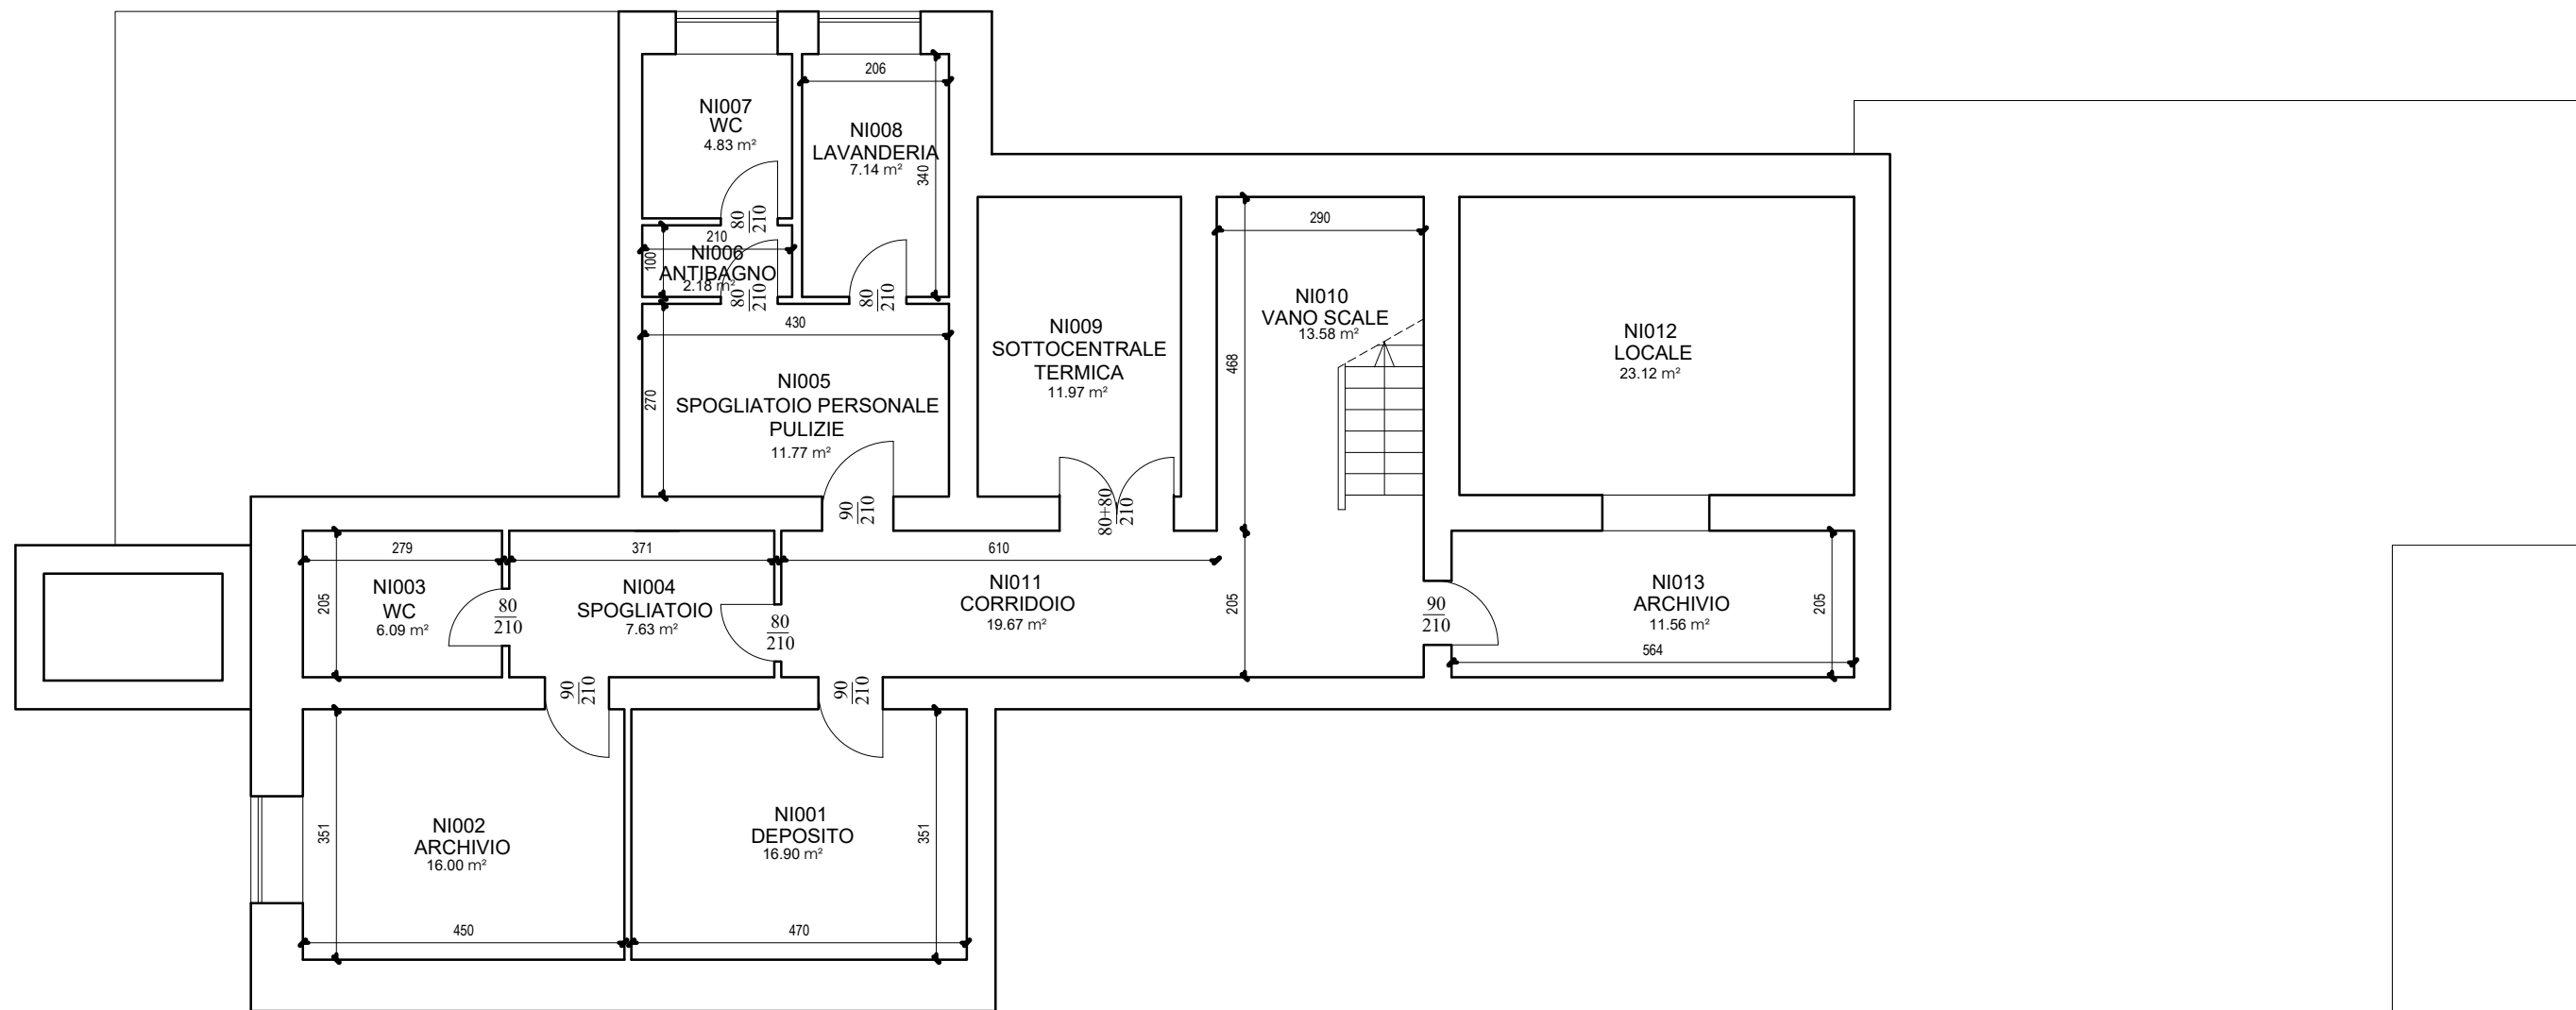 NI007
WC
4.83 m²
80
210
206
NI008
LAVANDERIA
7.14 m²
340
210
100
NI006
ANTIBAGNO
2.18 m²
80
210
80
210
430
270
NI005
SPOGLIATOIO PERSONALE
PULIZIE
11.77 m²
90
210
NI009
SOTTOCENTRALE
TERMICA
11.97 m²
80+80
210
290
468
NI010
VANO SCALE
13.58 m²
NI012
LOCALE
23.12 m²
279
205
NI003
WC
6.09 m²
80
210
371
NI004
SPOGLIATOIO
7.63 m²
80
210
610
NI011
CORRIDOIO
19.67 m²
205
90
210
NI013
ARCHIVIO
11.56 m²
205
564
90
210
90
210
351
NI002
ARCHIVIO
16.00 m²
450
NI001
DEPOSITO
16.90 m²
351
470